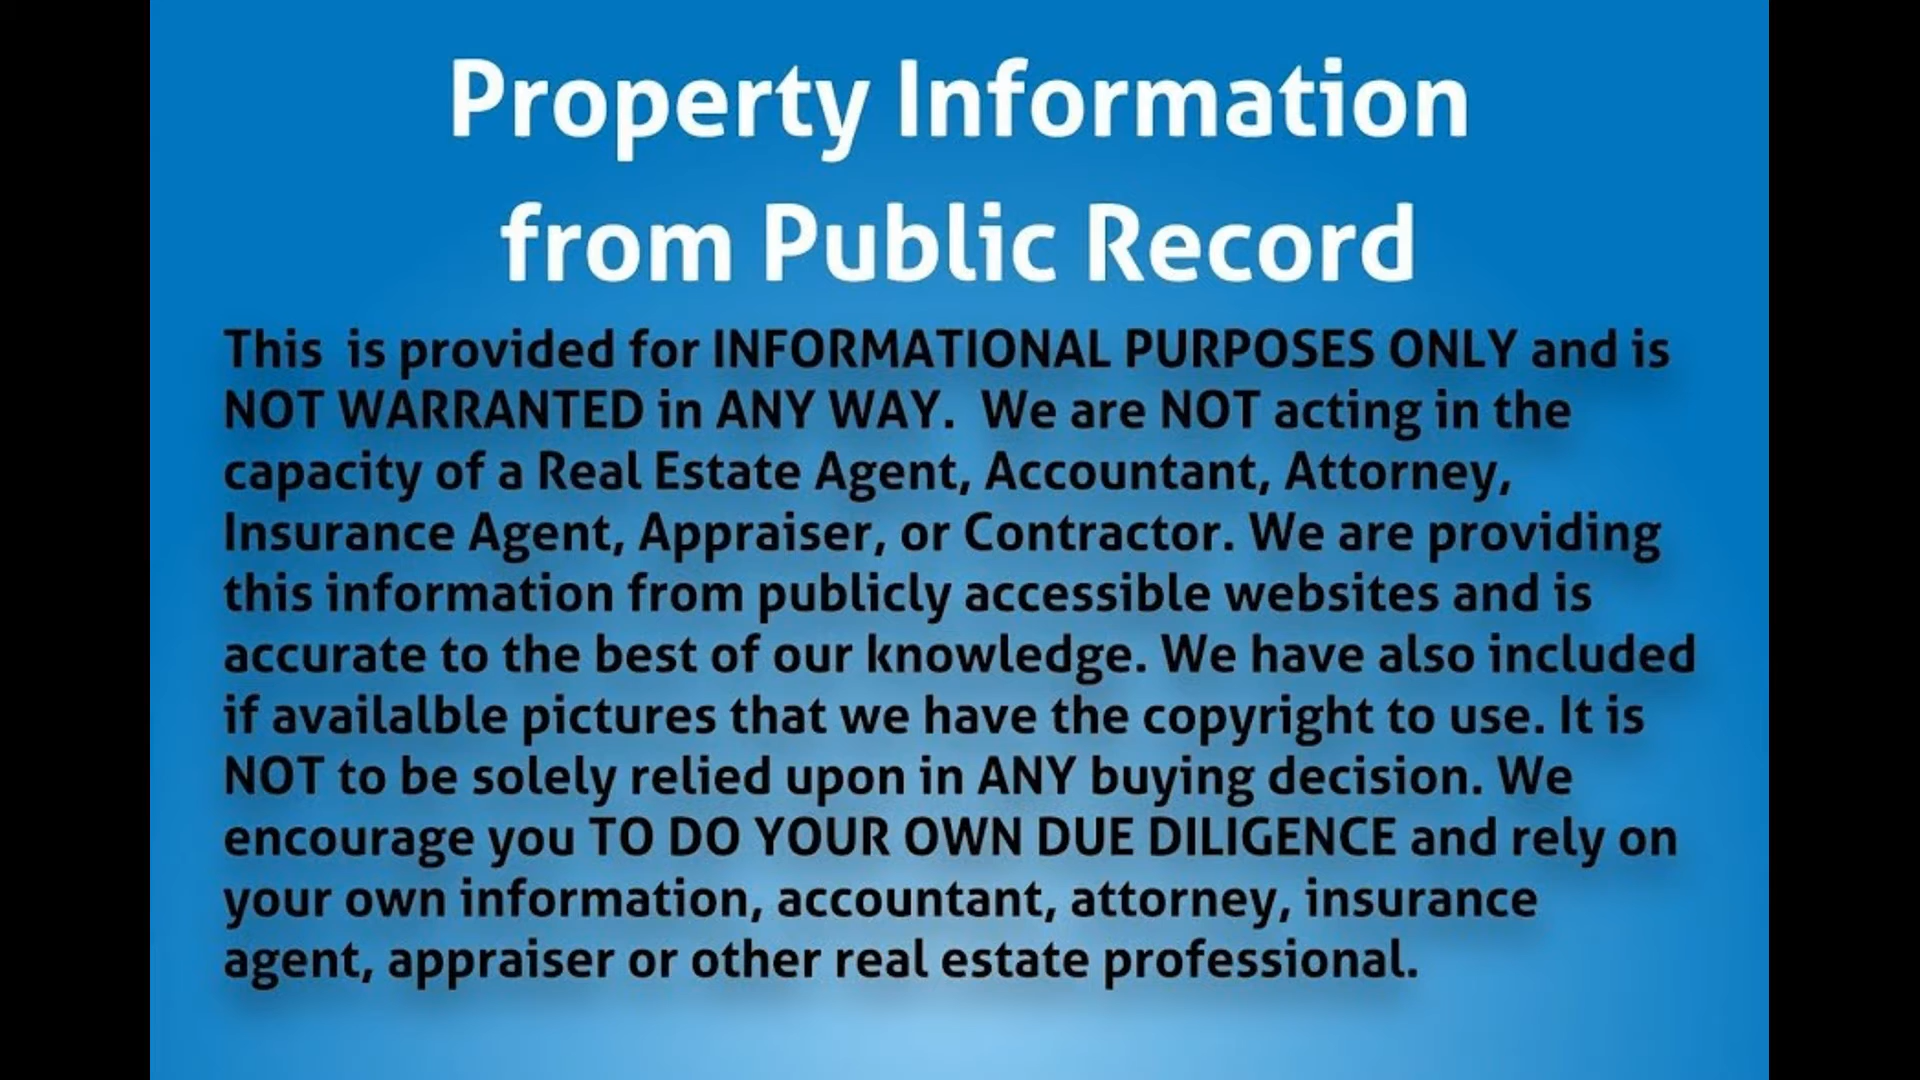 Property Information
from Public Record
This  is provided for INFORMATIONAL PURPOSES ONLY and is
NOT WARRANTED in ANY WAY.  We are NOT acting in the
capacity of a Real Estate Agent, Accountant, Attorney,
Insurance Agent, Appraiser, or Contractor. We are providing
this information from publicly accessible websites and is
accurate to the best of our knowledge. We have also included
if availalble pictures that we have the copyright to use. It is
NOT to be solely relied upon in ANY buying decision. We
encourage you TO DO YOUR OWN DUE DILIGENCE and rely on
your own information, accountant, attorney, insurance
agent, appraiser or other real estate professional.